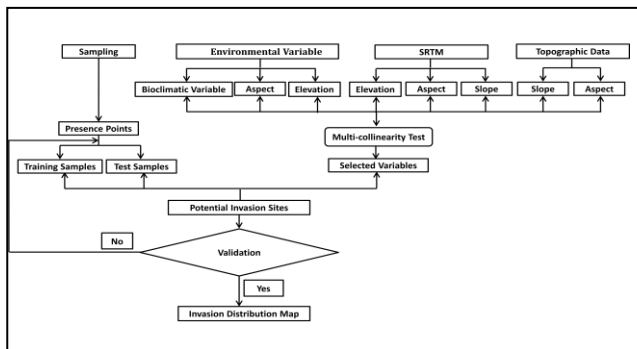 Sampling
Environmental Variable
SRTM
Topographic Data
Bioclimatic Variable
Aspect
Elevation
Elevation
Aspect
Slope
Slope
Aspect
Presence Points
Multi-collinearity Test
Training Samples
Test Samples
Selected Variables
Potential Invasion Sites
No
Validation
Yes
Invasion Distribution Map